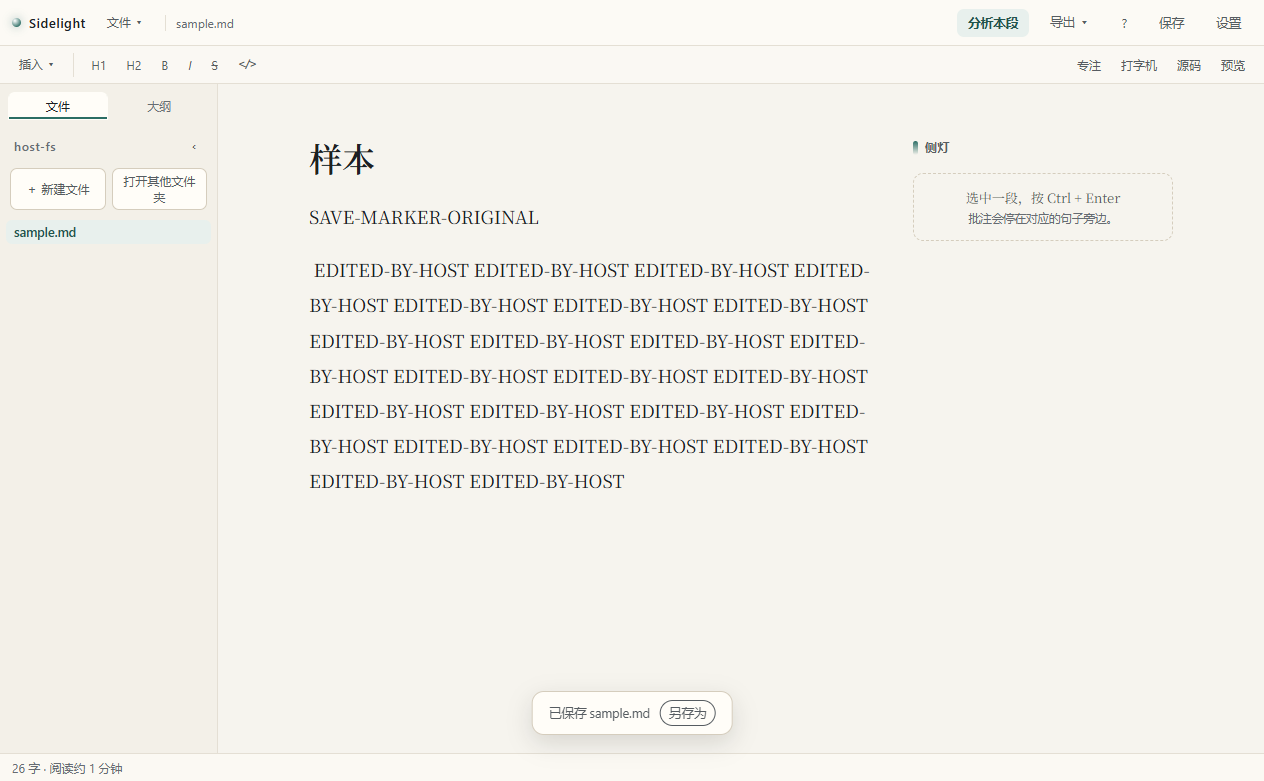 Sidelight 文件 sample.md 分析本段 导出 ? 保存 设置
插入 H1 H2 B I S </> 专注 打字机 源码 预览
文件 大纲
host-fs ‹
+ 新建文件 打开其他文件夹
sample.md
样本
SAVE-MARKER-ORIGINAL
EDITED-BY-HOST EDITED-BY-HOST EDITED-BY-HOST EDITED-
BY-HOST EDITED-BY-HOST EDITED-BY-HOST EDITED-BY-HOST
EDITED-BY-HOST EDITED-BY-HOST EDITED-BY-HOST EDITED-
BY-HOST EDITED-BY-HOST EDITED-BY-HOST EDITED-BY-HOST
EDITED-BY-HOST EDITED-BY-HOST EDITED-BY-HOST EDITED-
BY-HOST EDITED-BY-HOST EDITED-BY-HOST EDITED-BY-HOST
EDITED-BY-HOST EDITED-BY-HOST
侧灯
选中一段，按 Ctrl + Enter
批注会停在对应的句子旁边。
已保存 sample.md 另存为
26 字 · 阅读约 1 分钟